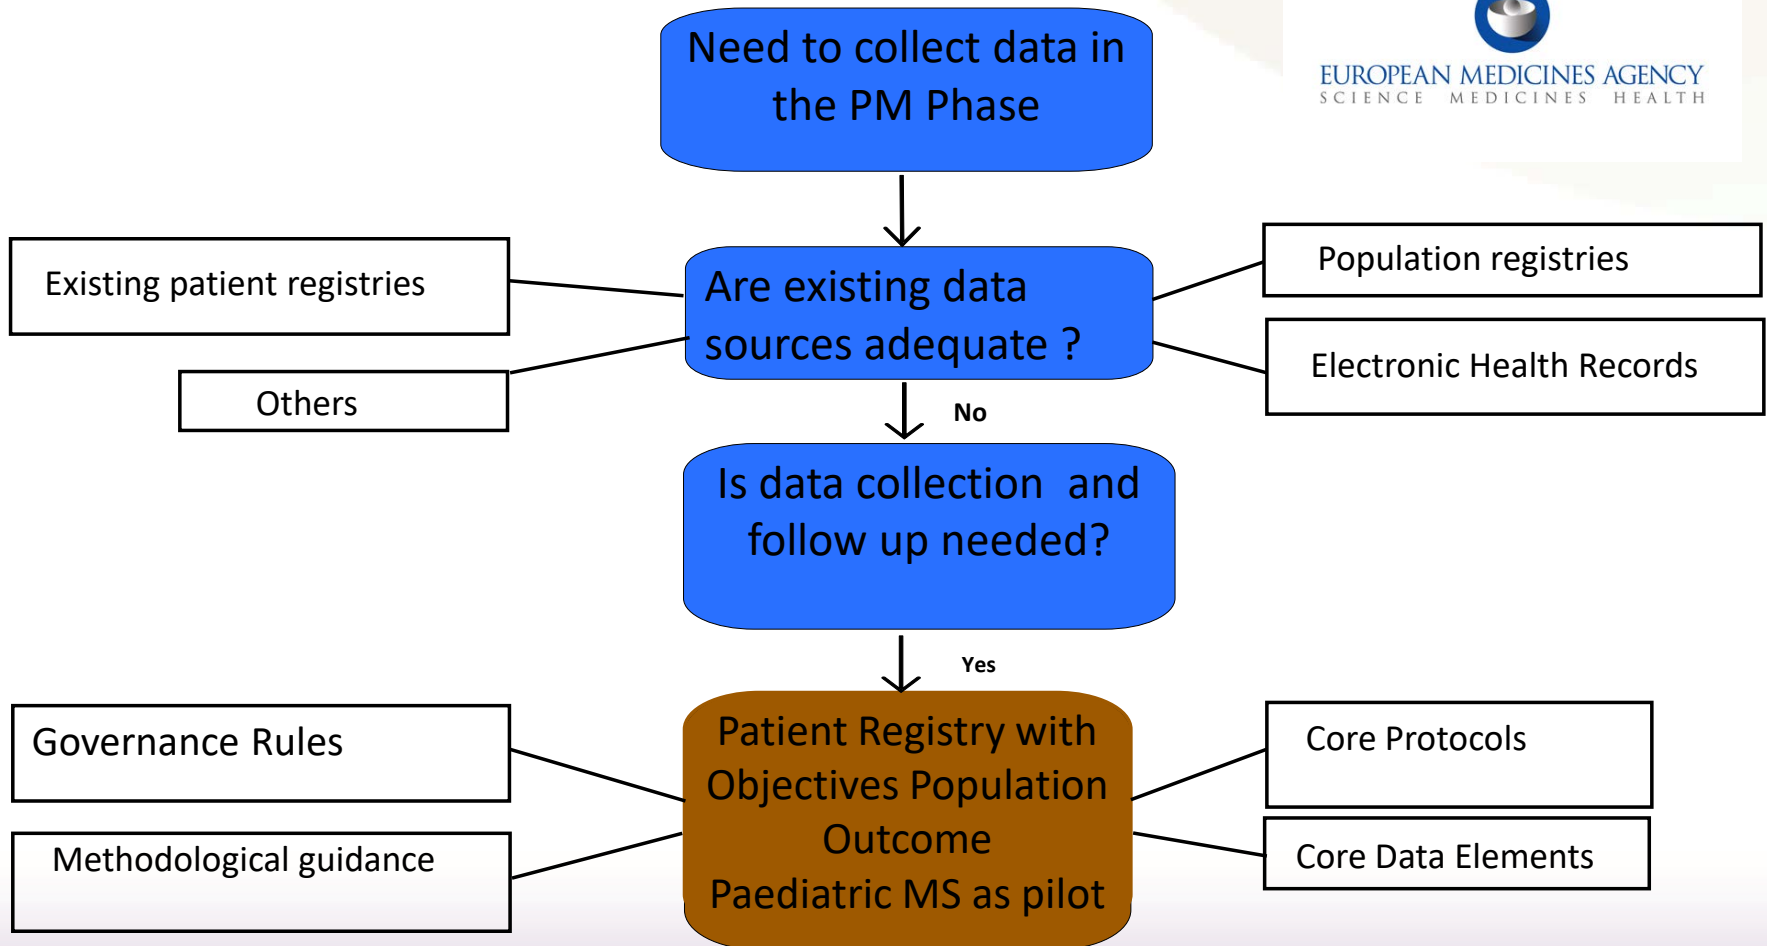 Need to collect data in
the PM Phase
EUROPEAN MEDICINES AGENCY
SCIENCE MEDICINES HEALTH
Existing patient registries
Others
Are existing data
sources adequate ?
Population registries
Electronic Health Records
No
Is data collection and
follow up needed?
Yes
Governance Rules
Methodological guidance
Patient Registry with
Objectives Population
Outcome
Paediatric MS as pilot
Core Protocols
Core Data Elements